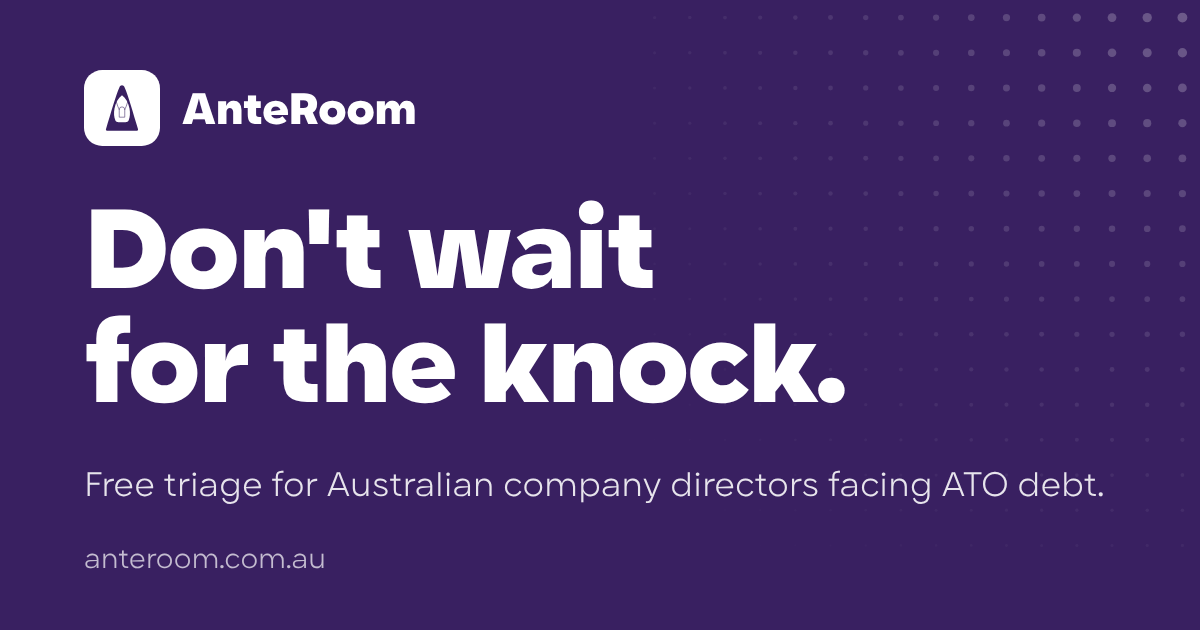 AnteRoom
Don't wait
for the knock.
Free triage for Australian company directors facing ATO debt.
anteroom.com.au